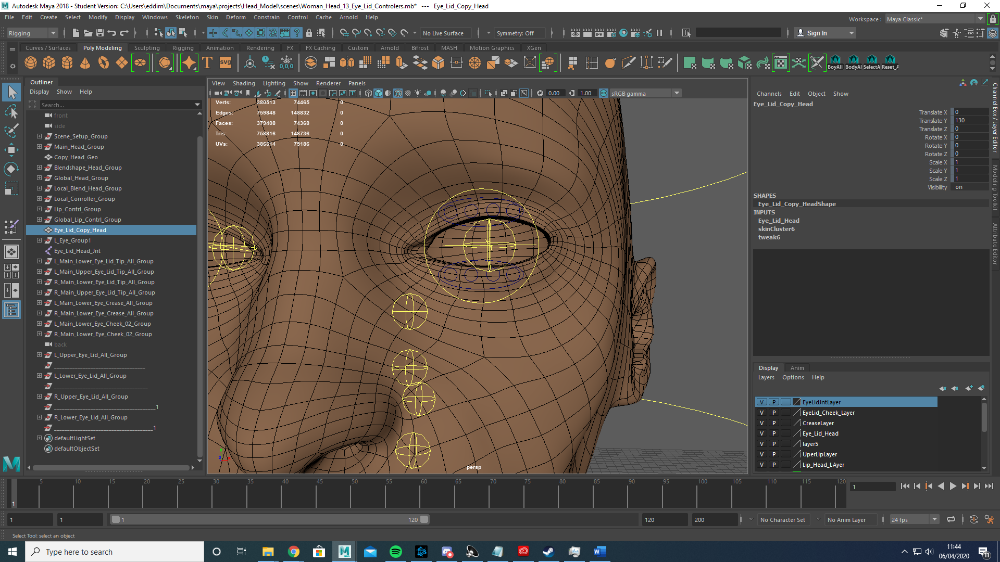 Autodesk Maya 2018 - Student Version: C:\Users\eddim\Documents\maya\projects\Head_Model\scenes\Woman_Head_13_Eye_Lid_Controlers.mb*   ---   Eye_Lid_Copy_Head
File Edit Create Select Modify Display Windows Skeleton Skin Deform Constrain Control Cache Arnold Help
Workspace : Maya Classic*
Rigging No Live Surface Symmetry: Off Sign In
Curves / Surfaces Poly Modeling Sculpting Rigging Animation Rendering FX FX Caching Custom Arnold Bifrost MASH Motion Graphics XGen
T svg 0,0,0 IPR
BoyAll BodyAl SelectA Reset_A
Outliner
Display Show Help
Search...
front
side
Scene_Setup_Group
Main_Head_Group
Copy_Head_Geo
Blendshape_Head_Group
Global_Head_Group
Local_Blend_Head_Group
Local_Conroller_Group
Lip_Contrl_Group
Global_Lip_Contrl_Group
Eye_Lid_Copy_Head
L_Eye_Group1
Eye_Lid_Head_Jnt
L_Main_Lower_Eye_Lid_Tip_All_Group
L_Main_Upper_Eye_Lid_Tip_All_Group
R_Main_Lower_Eye_Lid_Tip_All_Group
R_Main_Upper_Eye_Lid_Tip_All_Group
L_Main_Lower_Eye_Crease_All_Group
R_Main_Lower_Eye_Crease_All_Group
L_Main_Lower_Eye_Cheek_02_Group
R_Main_Lower_Eye_Cheek_02_Group
back
L_Upper_Eye_Lid_All_Group
___________________________________
L_Lower_Eye_Lid_All_Group
____________________________________
R_Upper_Eye_Lid_All_Group
_______________________________________1
R_Lower_Eye_Lid_All_Group
______________________________________1
defaultLightSet
defaultObjectSet
View Shading Lighting Show Renderer Panels
0.00 1.00 sRGB gamma
Verts: 380513 74465 0
Edges: 759848 148832 0
Faces: 379408 74368 0
Tris: 758816 148736 0
UVs: 386614 75186 0
y
persp
Channels Edit Object Show
Eye_Lid_Copy_Head
Translate X 0
Translate Y 130
Translate Z 0
Rotate X 0
Rotate Y 0
Rotate Z 0
Scale X 1
Scale Y 1
Scale Z 1
Visibility on
SHAPES
Eye_Lid_Copy_HeadShape
INPUTS
Eye_Lid_Head
skinCluster6
tweak6
Channel Box / Layer Editor
Modeling Toolkit
Attribute Editor
Display Anim
Layers Options Help
V P EyeLidJntLayer
V P EyeLid_Cheek_Layer
V P CreaseLayer
V P Eye_Lid_Head
V P layer5
V P UperLipLayer
V P Lip_Head_LAyer
5 10 15 20 25 30 35 40 45 50 55 60 65 70 75 80 85 90 95 100 105 110 115 120
1
1
1 1 1 120 120 200 No Character Set No Anim Layer 24 fps
Select Tool: select an object
MAYA
Type here to search
11:44
06/04/2020
11